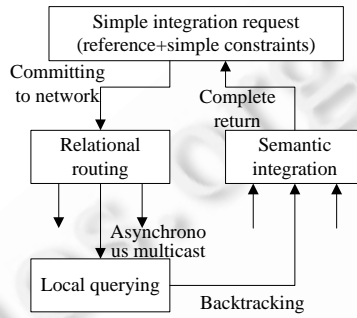 Simple integration request
(reference+simple constraints)
Committing
to network
Complete
return
Relational
routing
Semantic
integration
Asynchrono
us multicast
Local querying
Backtracking